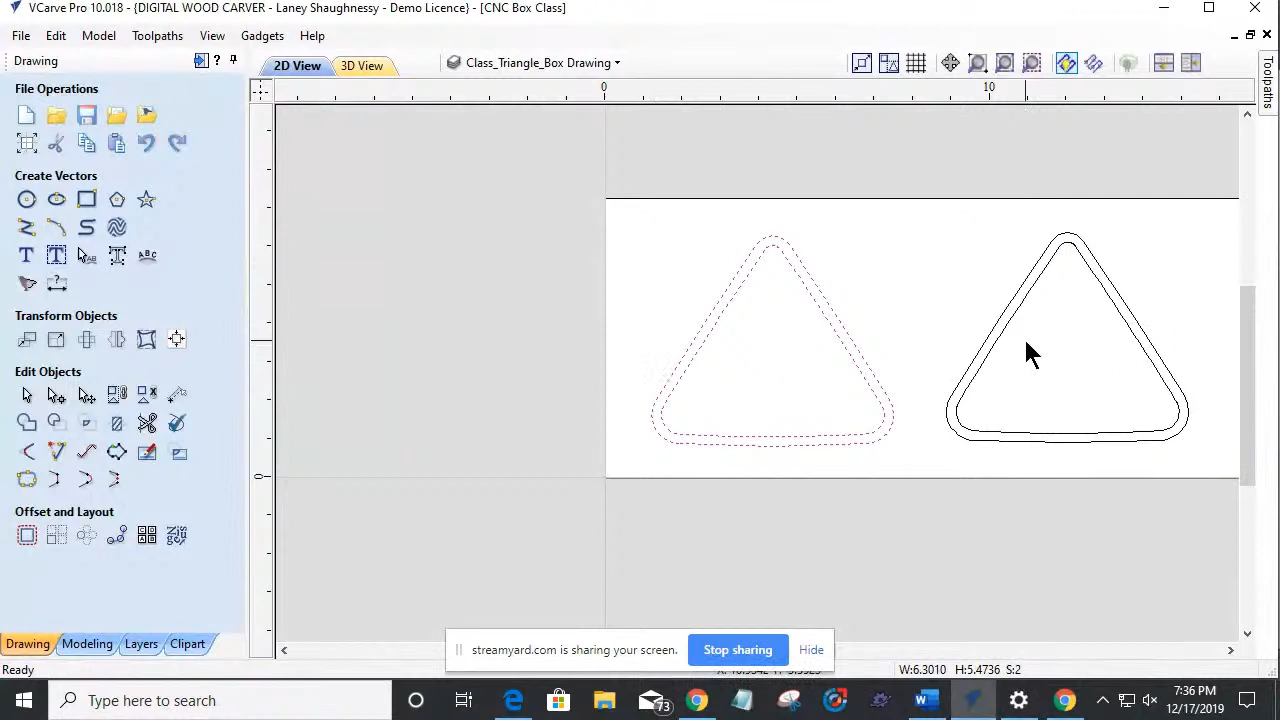 VCarve Pro 10.018 - {DIGITAL WOOD CARVER - Laney Shaughnessy - Demo Licence} - [CNC Box Class]
File Edit Model Toolpaths View Gadgets Help
Drawing
2D View 3D View Class_Triangle_Box Drawing
Toolpaths
File Operations
0 10
Create Vectors
Transform Objects
Edit Objects
0
Offset and Layout
Drawing Modeling Layers Clipart
streamyard.com is sharing your screen. Stop sharing Hide
Ready
W:6.3010 H:5.4736 S:2
Type here to search
73
7:36 PM
12/17/2019